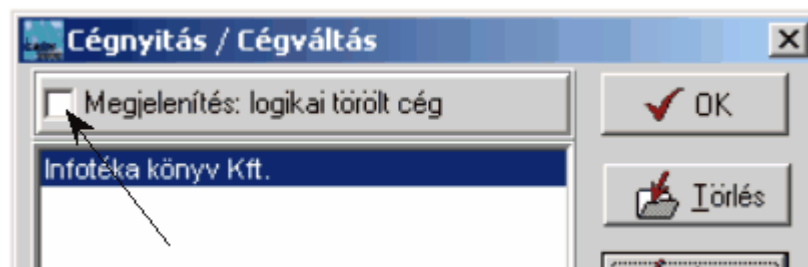 Cégnyitás / Cégváltás
Megjelenítés: logikai törölt cég
OK
Infotéka könyv Kft.
Törlés